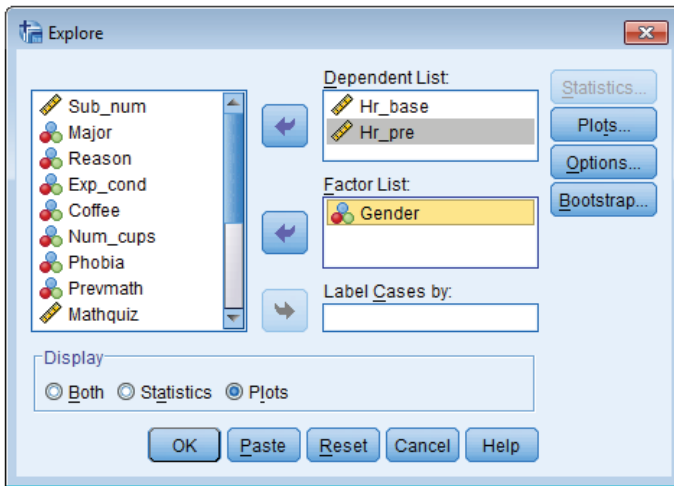 Explore
Sub_num
Major
Reason
Exp_cond
Coffee
Num_cups
Phobia
Prevmath
Mathquiz
Dependent List:
Hr_base
Hr_pre
Factor List:
Gender
Label Cases by:
Statistics...
Plots...
Options...
Bootstrap...
Display
Both
Statistics
Plots
OK
Paste
Reset
Cancel
Help